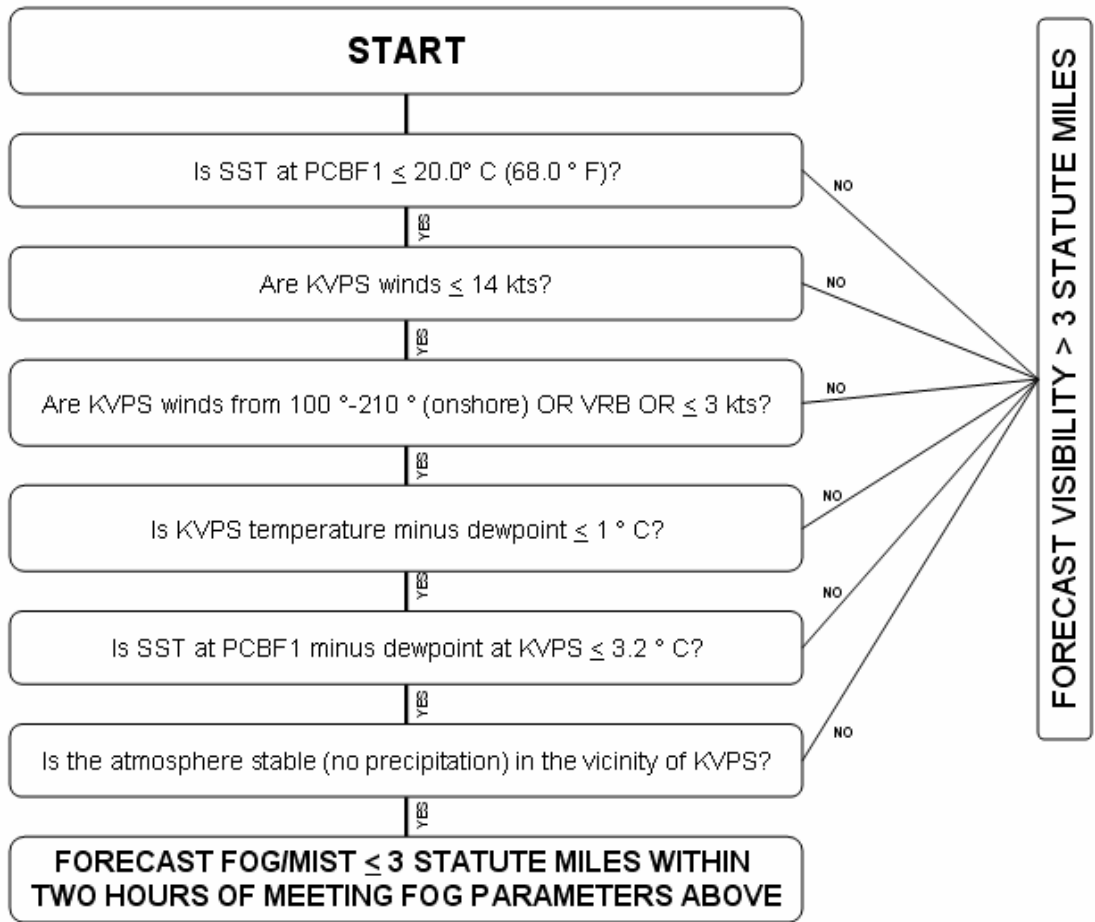 START
Is SST at PCBF1 ≤ 20.0° C (68.0 ° F)?
NO
YES
Are KVPS winds ≤ 14 kts?
NO
YES
Are KVPS winds from 100 °-210 ° (onshore) OR VRB OR ≤ 3 kts?
NO
YES
Is KVPS temperature minus dewpoint ≤ 1 ° C?
NO
YES
Is SST at PCBF1 minus dewpoint at KVPS ≤ 3.2 ° C?
NO
YES
Is the atmosphere stable (no precipitation) in the vicinity of KVPS?
NO
YES
FORECAST FOG/MIST ≤ 3 STATUTE MILES WITHIN
TWO HOURS OF MEETING FOG PARAMETERS ABOVE
FORECAST VISIBILITY > 3 STATUTE MILES